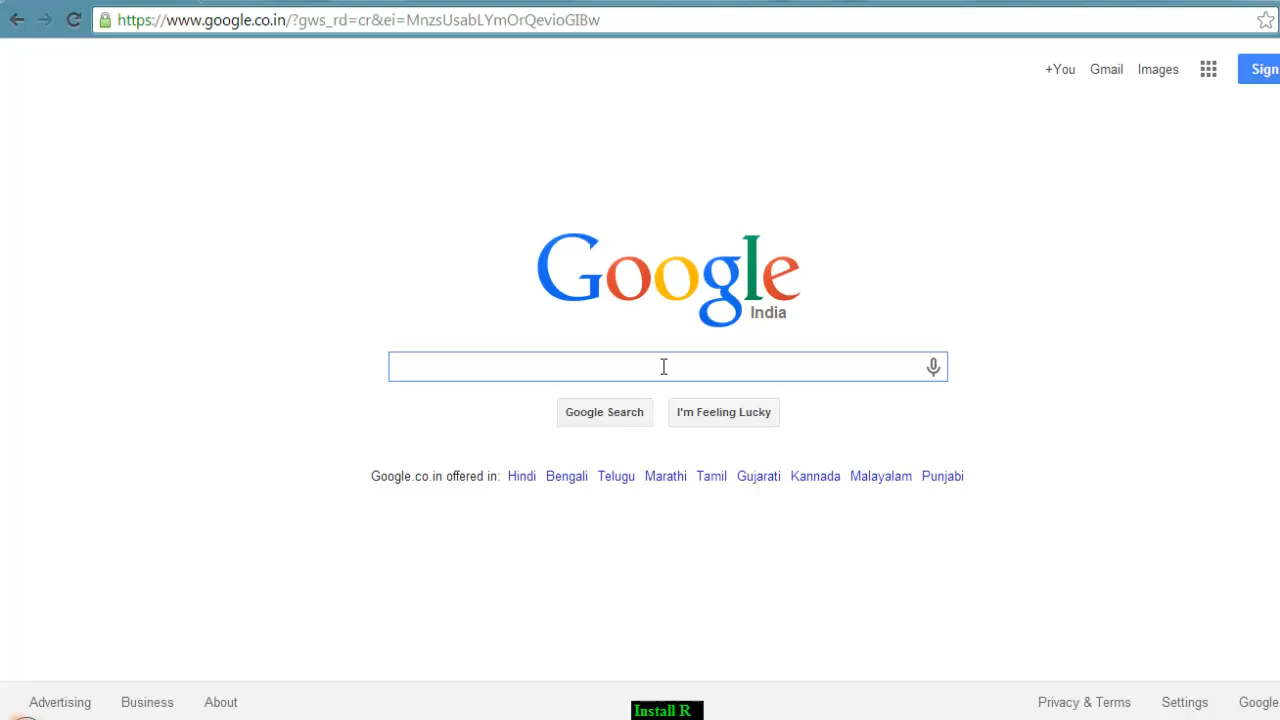 https://www.google.co.in/?gws_rd=cr&ei=MnzsUsabLYmOrQevioGIBw
+You Gmail Images Sign
Google
India
Google Search I'm Feeling Lucky
Google.co.in offered in: Hindi Bengali Telugu Marathi Tamil Gujarati Kannada Malayalam Punjabi
Advertising Business About Privacy & Terms Settings Google
Install R